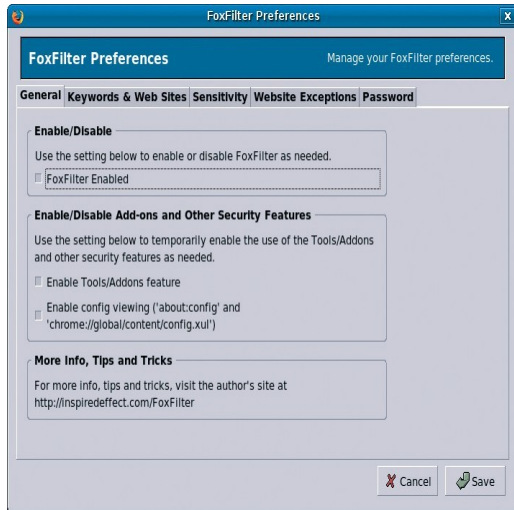 FoxFilter Preferences
x
FoxFilter Preferences
Manage your FoxFilter preferences.
General Keywords & Web Sites Sensitivity Website Exceptions Password
Enable/Disable
Use the setting below to enable or disable FoxFilter as needed.
FoxFilter Enabled
Enable/Disable Add-ons and Other Security Features
Use the setting below to temporarily enable the use of the Tools/Addons
and other security features as needed.
Enable Tools/Addons feature
Enable config viewing ('about:config' and
'chrome://global/content/config.xul')
More Info, Tips and Tricks
For more info, tips and tricks, visit the author's site at
http://inspiredeffect.com/FoxFilter
Cancel Save